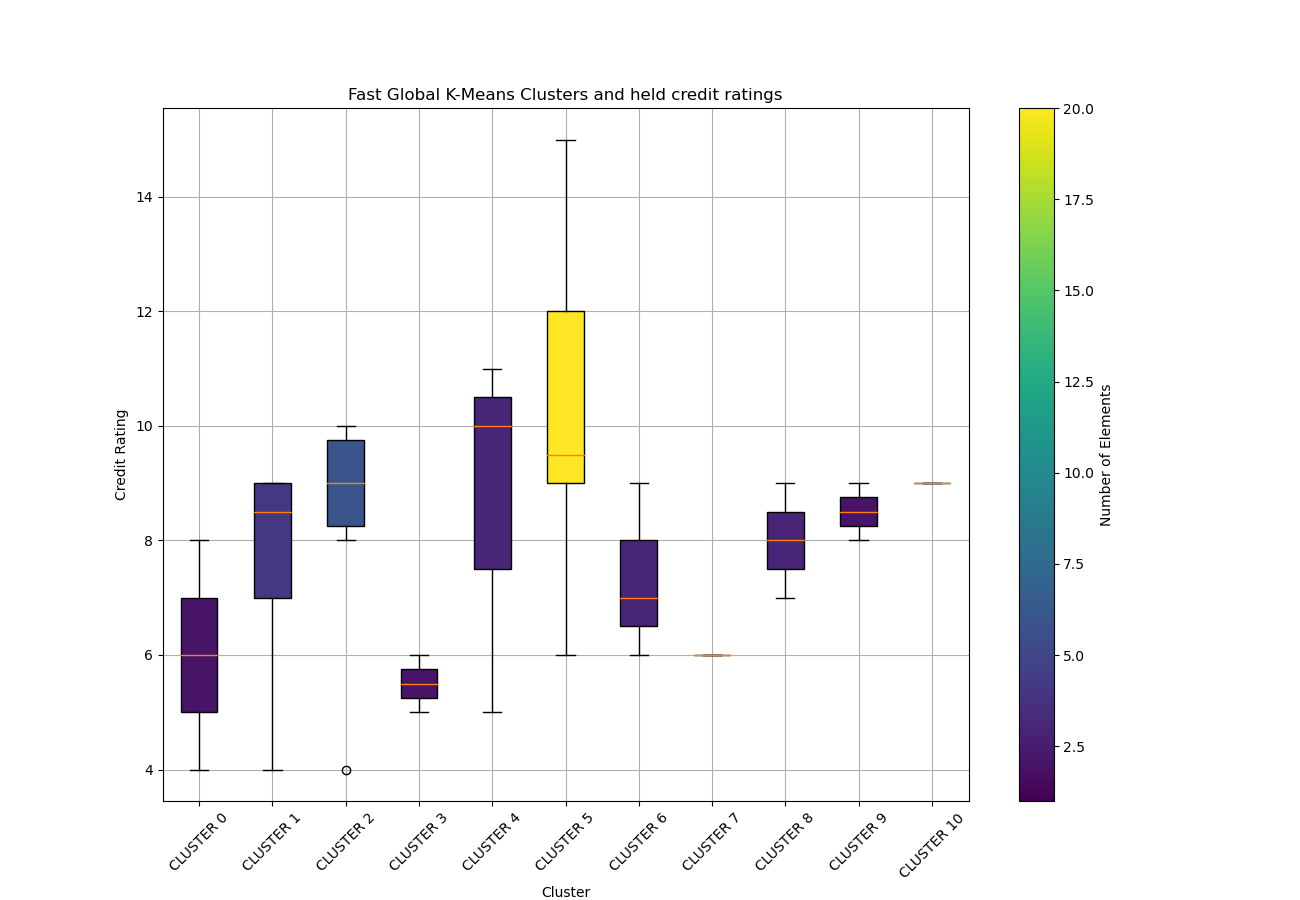 Fast Global K-Means Clusters and held credit ratings
Credit Rating
14
12
10
8
6
4
CLUSTER 0
CLUSTER 1
CLUSTER 2
CLUSTER 3
CLUSTER 4
CLUSTER 5
CLUSTER 6
CLUSTER 7
CLUSTER 8
CLUSTER 9
CLUSTER 10
Cluster
20.0
17.5
15.0
12.5
10.0
7.5
5.0
2.5
Number of Elements